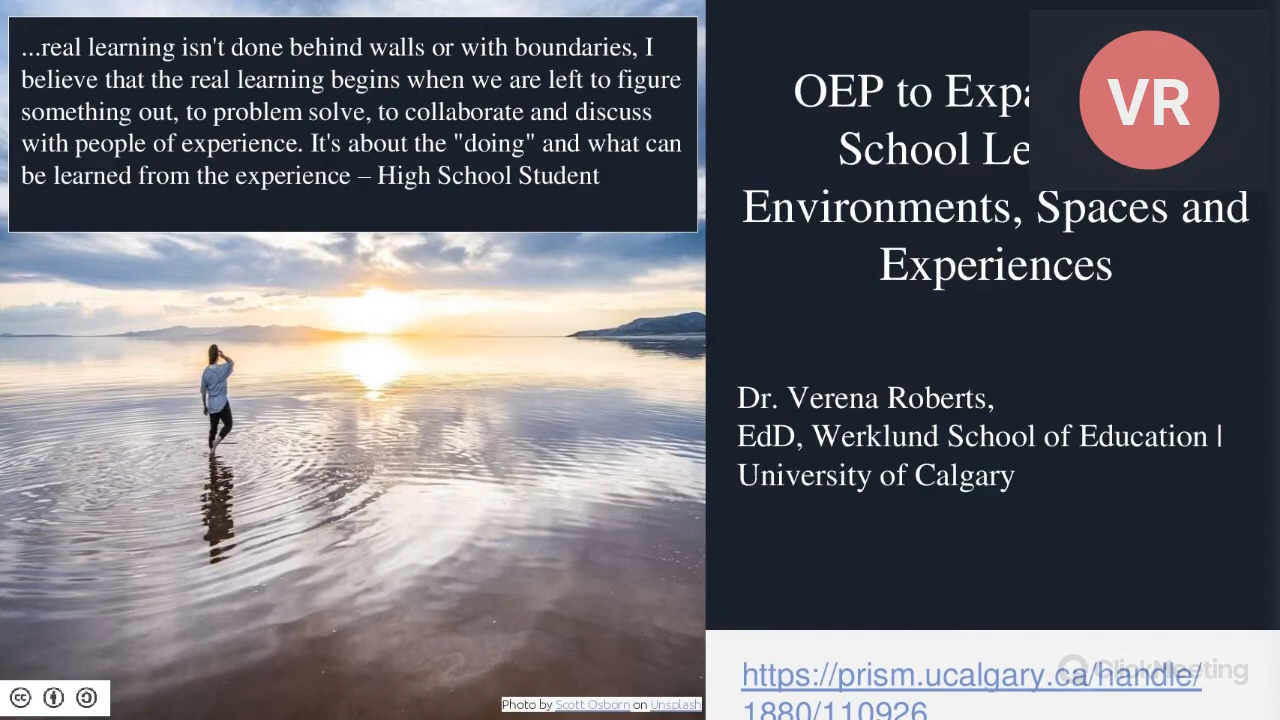 ...real learning isn't done behind walls or with boundaries, I
believe that the real learning begins when we are left to figure
something out, to problem solve, to collaborate and discuss
with people of experience. It's about the "doing" and what can
be learned from the experience – High School Student
OEP to
School
Environments, Spaces and
Experiences
VR
Dr. Verena Roberts,
EdD, Werklund School of Education |
University of Calgary
https://prism.ucalgary.ca/handle/
1880/110926
ClickMeeting
cc
Photo by Scott Osborn on Unsplash